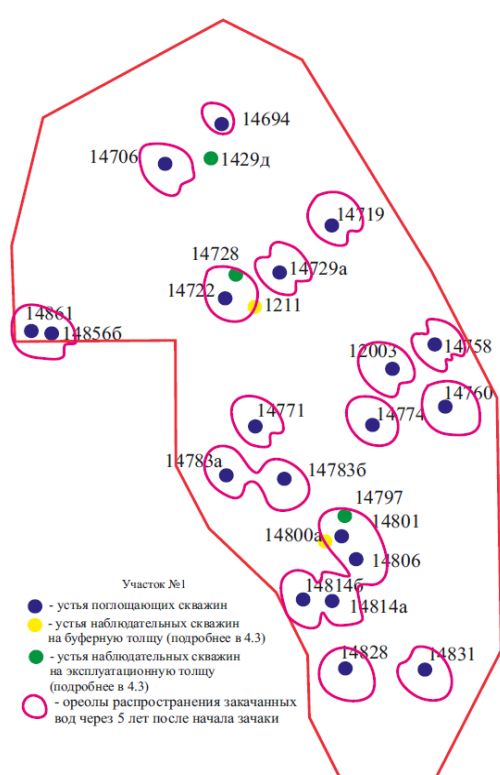 14694
14706
1429д
14719
14728
14729а
14722
1211
14861
14856б
14758
12003
14760
14771
14774
14783а
14783б
14797
14801
14800а
14806
14814б
14814а
14828
14831
Участок №1
- устья поглощающих скважин
- устья наблюдательных скважин
на буферную толщу (подробнее в 4.3)
- устья наблюдательных скважин
на эксплуатационную толщу
(подробнее в 4.3)
- ореолы распространения закачанных
вод через 5 лет после начала зачаки